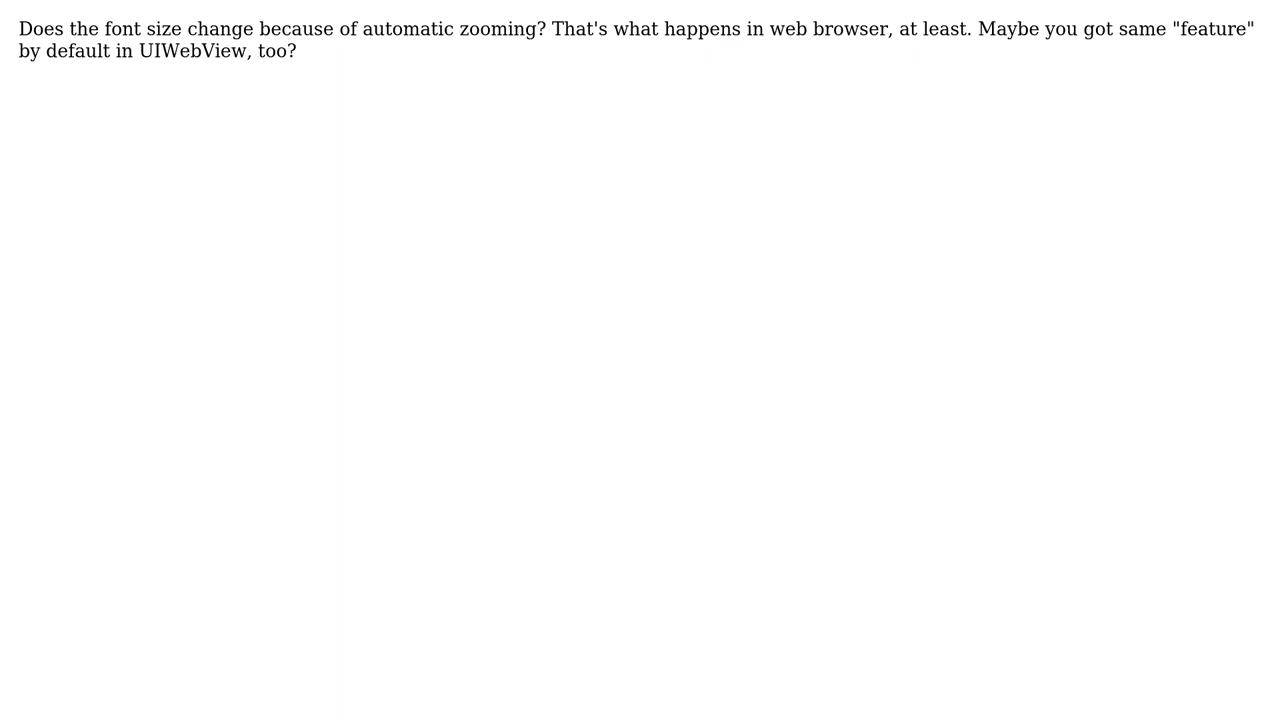 Does the font size change because of automatic zooming? That's what happens in web browser, at least. Maybe you got same "feature"
by default in UIWebView, too?